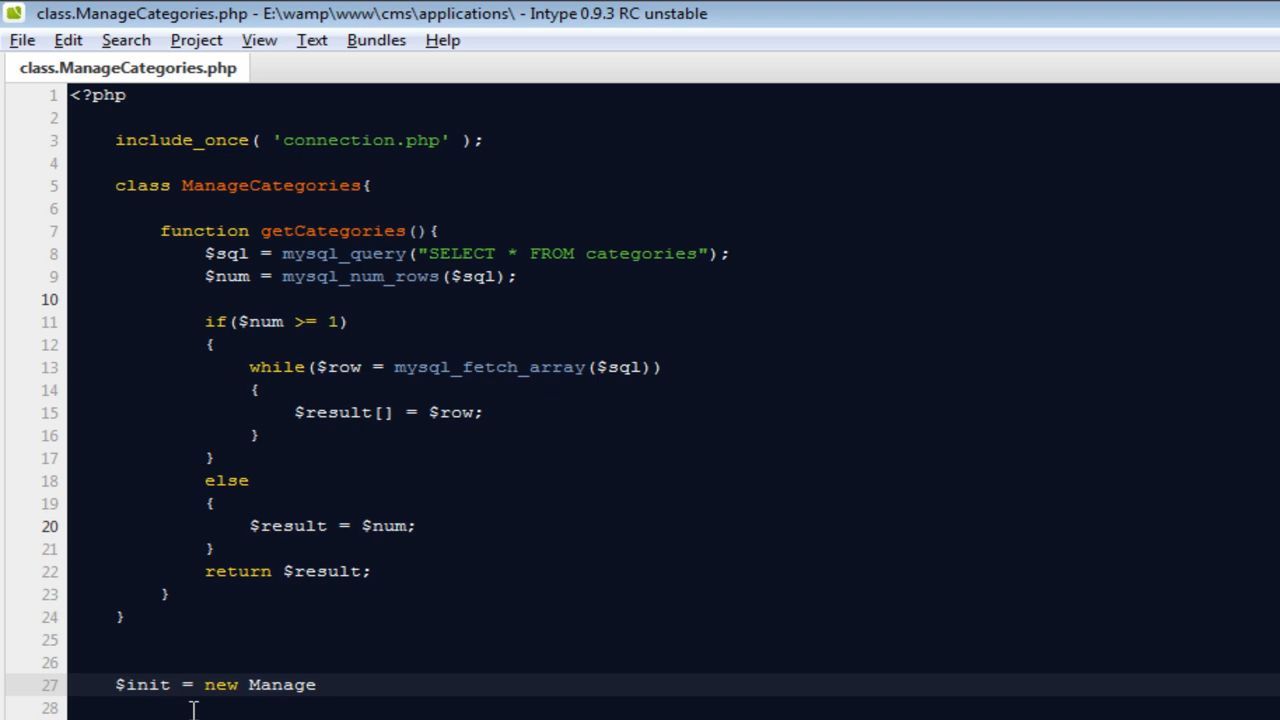 class.ManageCategories.php - E:\wamp\www\cms\applications\ - Intype 0.9.3 RC unstable
File Edit Search Project View Text Bundles Help
class.ManageCategories.php
1 <?php
2
3 include_once( 'connection.php' );
4
5 class ManageCategories{
6
7 function getCategories(){
8 $sql = mysql_query("SELECT * FROM categories");
9 $num = mysql_num_rows($sql);
10
11 if($num >= 1)
12 {
13 while($row = mysql_fetch_array($sql))
14 {
15 $result[] = $row;
16 }
17 }
18 else
19 {
20 $result = $num;
21 }
22 return $result;
23 }
24 }
25
26
27 $init = new Manage
28